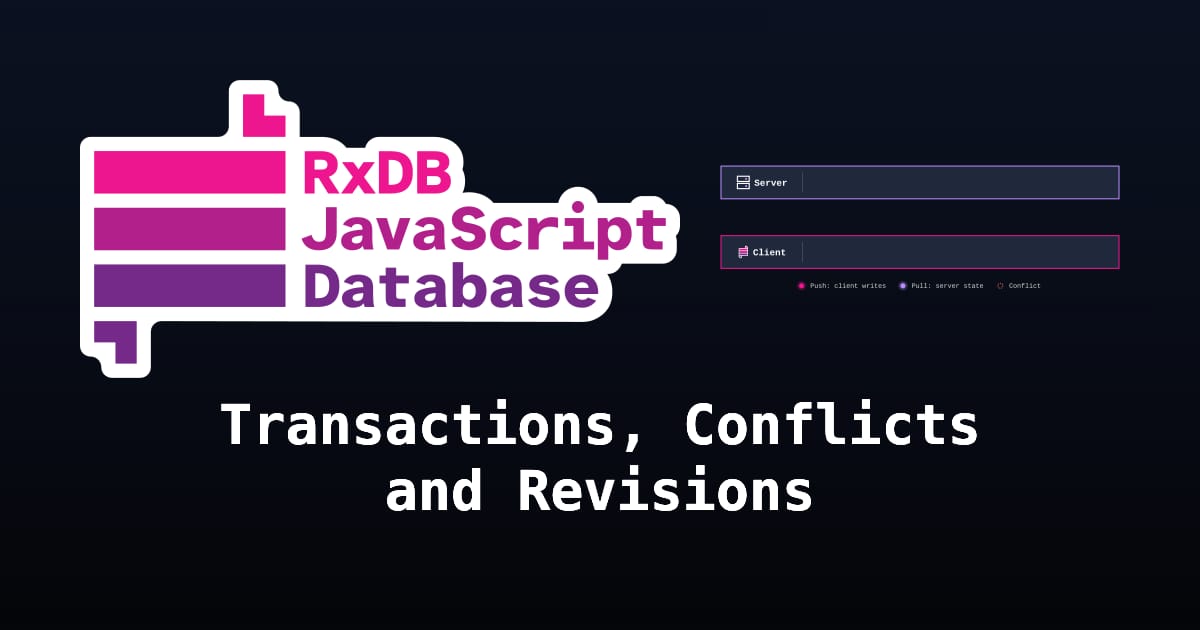 RxDB
JavaScript
Database
Server
Client
Push: client writes
Pull: server state
Conflict
Transactions, Conflicts
and Revisions